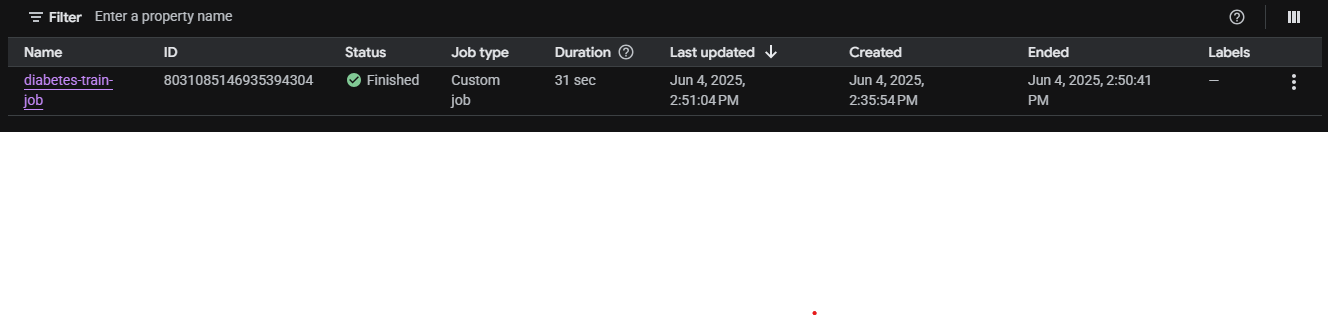 Filter Enter a property name
Name ID Status Job type Duration Last updated Created Ended Labels
diabetes-train- 8031085146935394304 Finished Custom 31 sec Jun 4, 2025, Jun 4, 2025, Jun 4, 2025, 2:50:41 —
job job 2:51:04 PM 2:35:54 PM PM